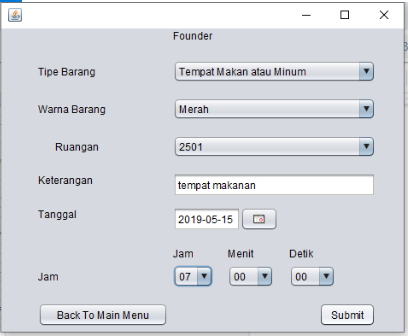 Founder
Tipe Barang Tempat Makan atau Minum
Warna Barang Merah
Ruangan 2501
Keterangan tempat makanan
Tanggal 2019-05-15
Jam Menit Detik
Jam 07 00 00
Back To Main Menu Submit